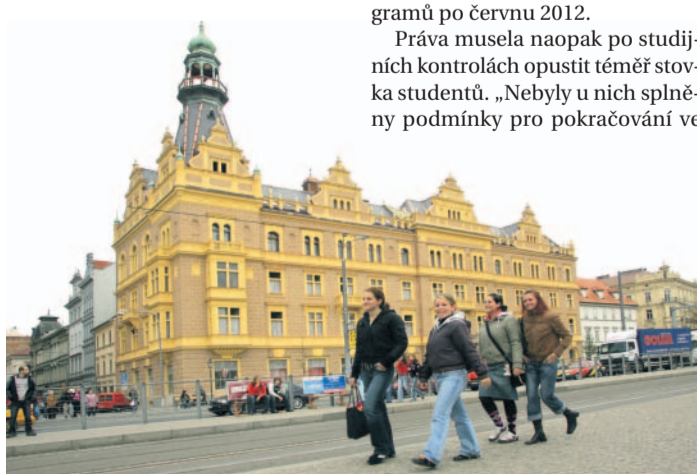 gramů po červnu 2012.
Práva musela naopak po studij-
ních kontrolách opustit téměř stov-
ka studentů. „Nebyly u nich splně-
ny podmínky pro pokračování ve